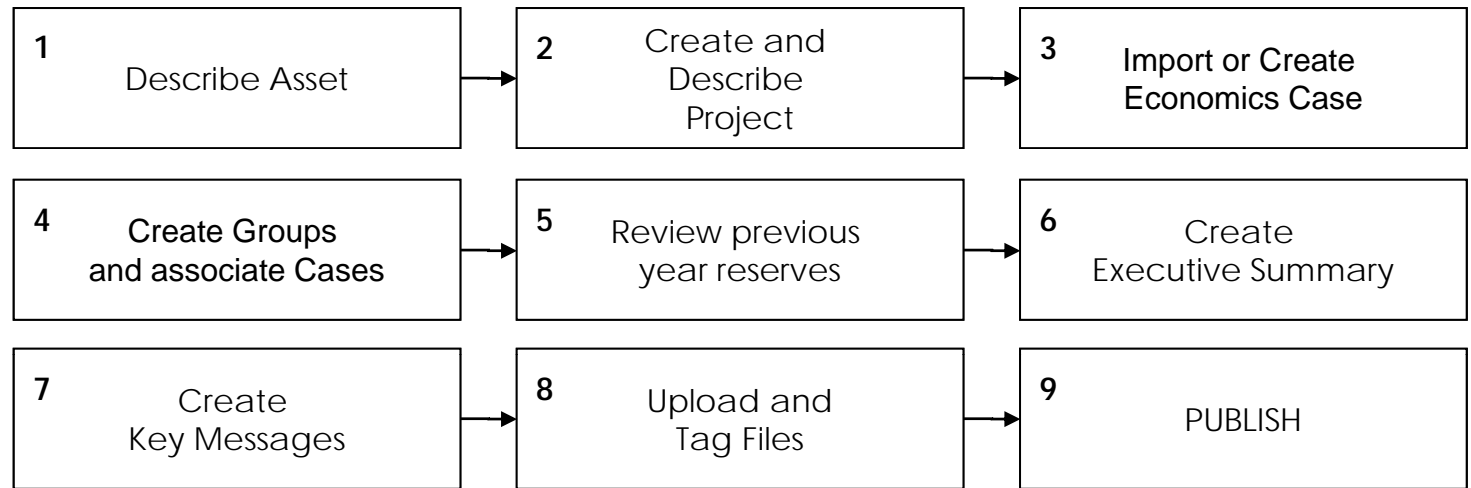 1
Describe Asset
2
Create and
Describe
Project
3
Import or Create
Economics Case
4
Create Groups
and associate Cases
5
Review previous
year reserves
6
Create
Executive Summary
7
Create
Key Messages
8
Upload and
Tag Files
9
PUBLISH